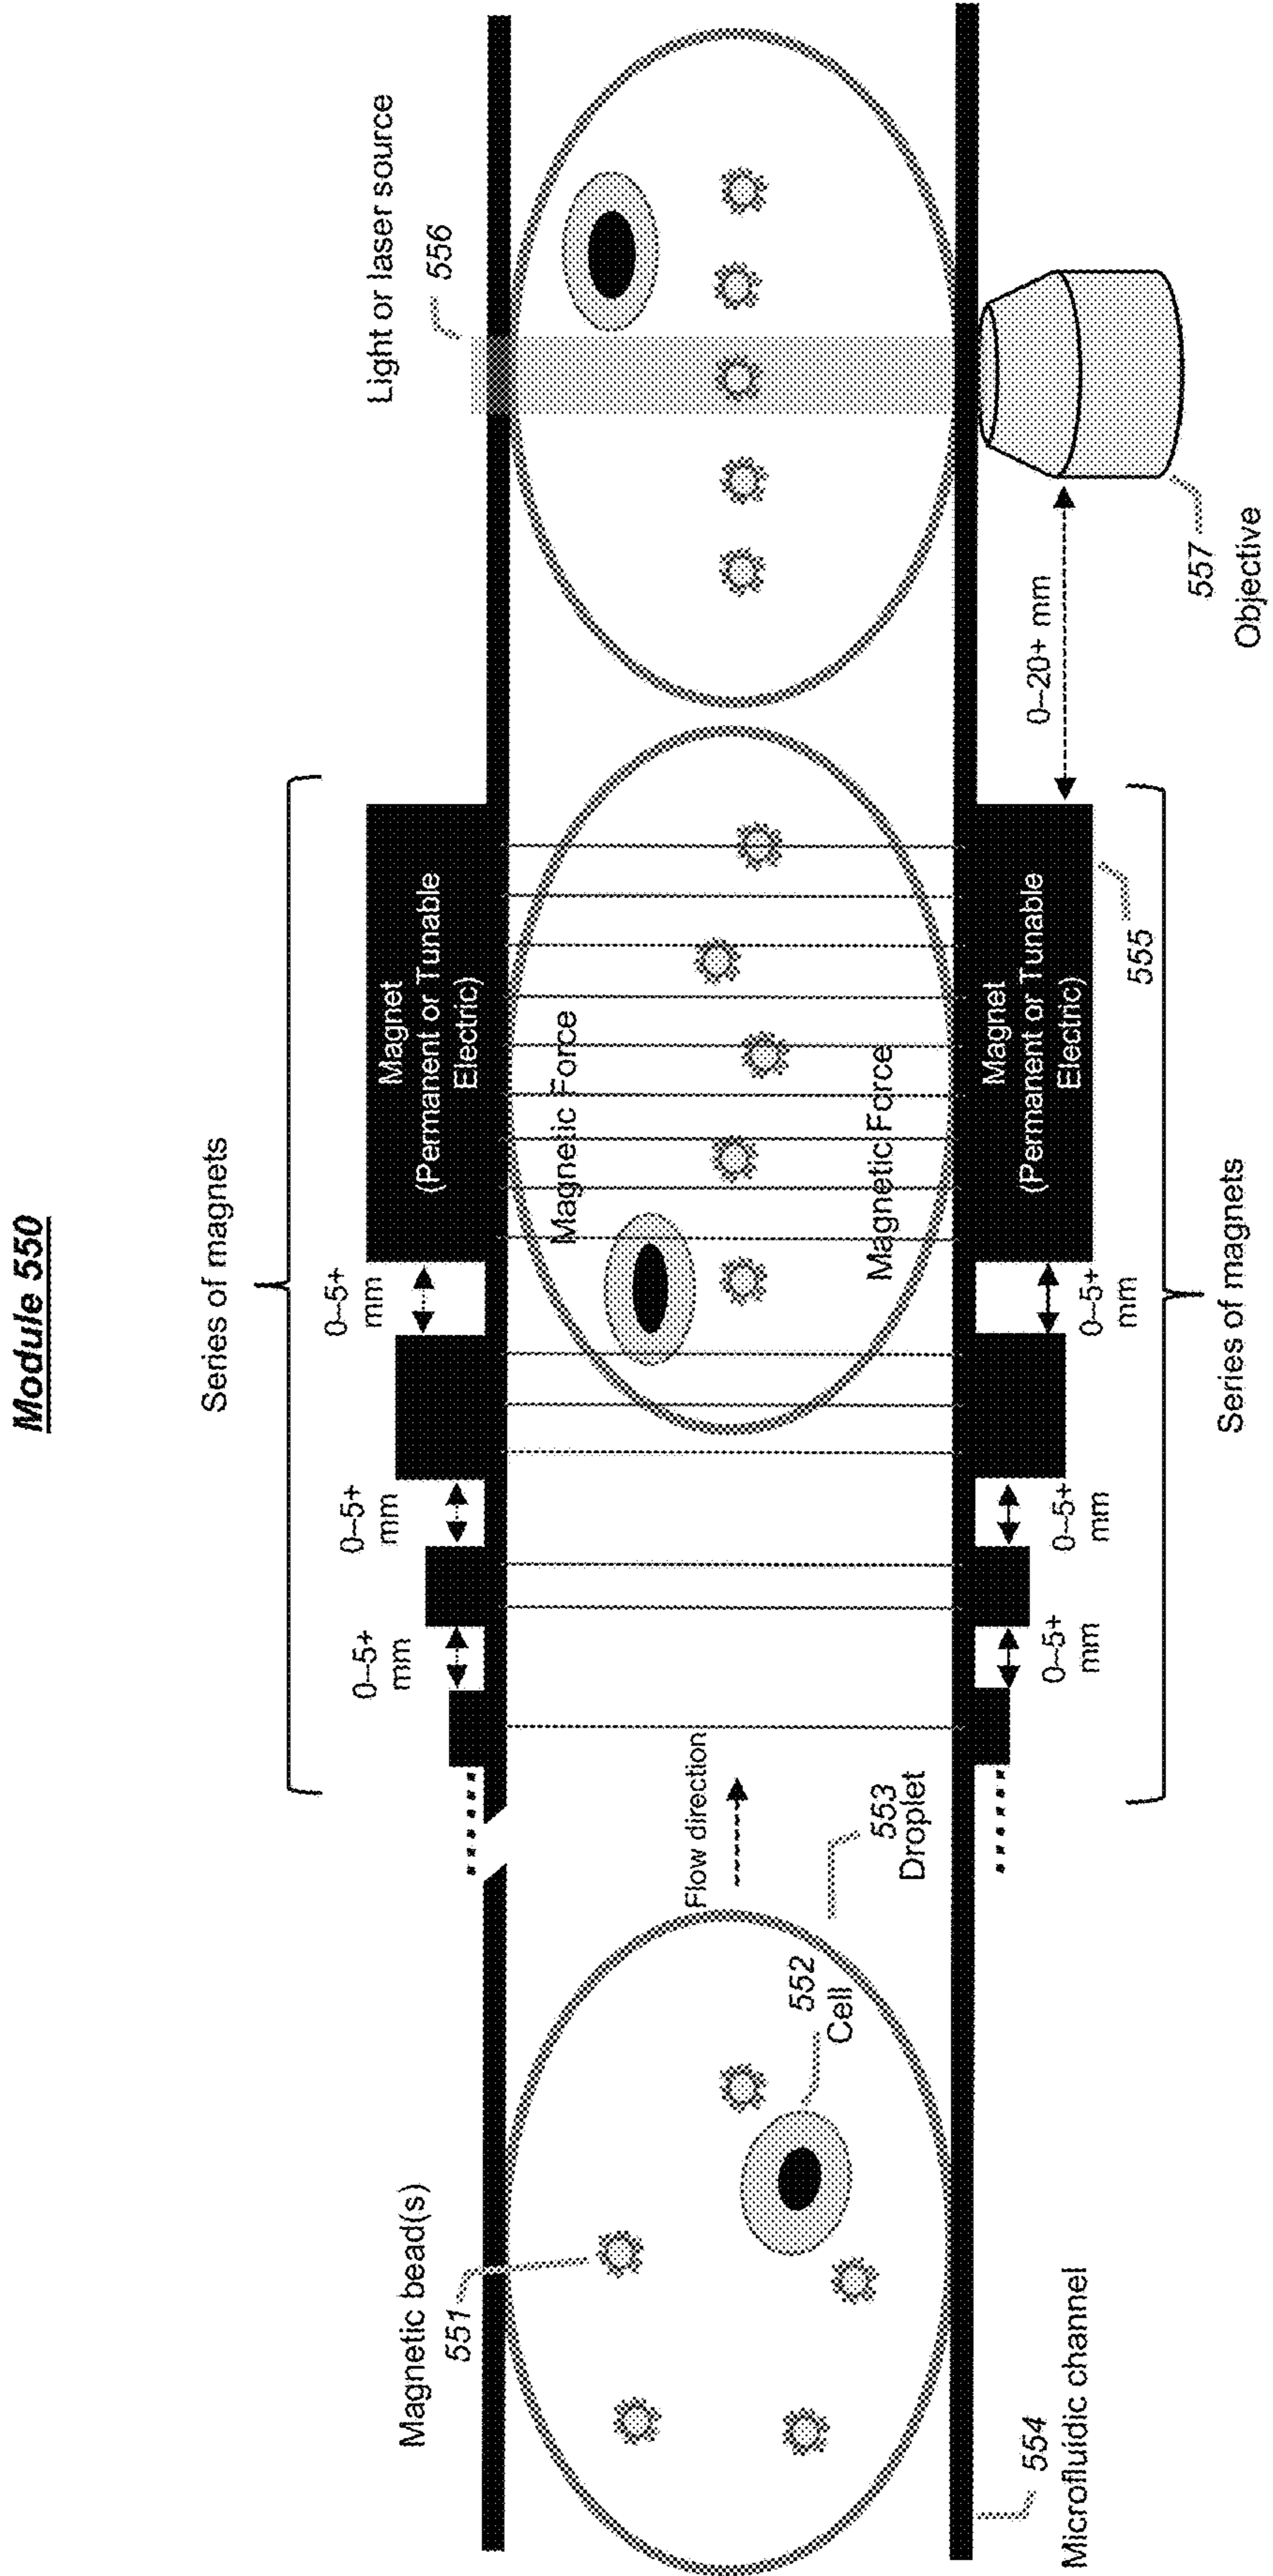 Module 550
Series of magnets
0–5+
mm
0–5+
mm
0–5+
mm
Magnet
(Permanent or Tunable
Electric)
Light or laser source
556
Magnetic bead(s)
551
Flow direction
Magnetic Force
Magnetic Force
552
Cell
553
Droplet
554
Microfluidic channel
0–5+
mm
0–5+
mm
0–5+
mm
Magnet
(Permanent or Tunable
Electric)
555
0–20+ mm
557
Objective
Series of magnets